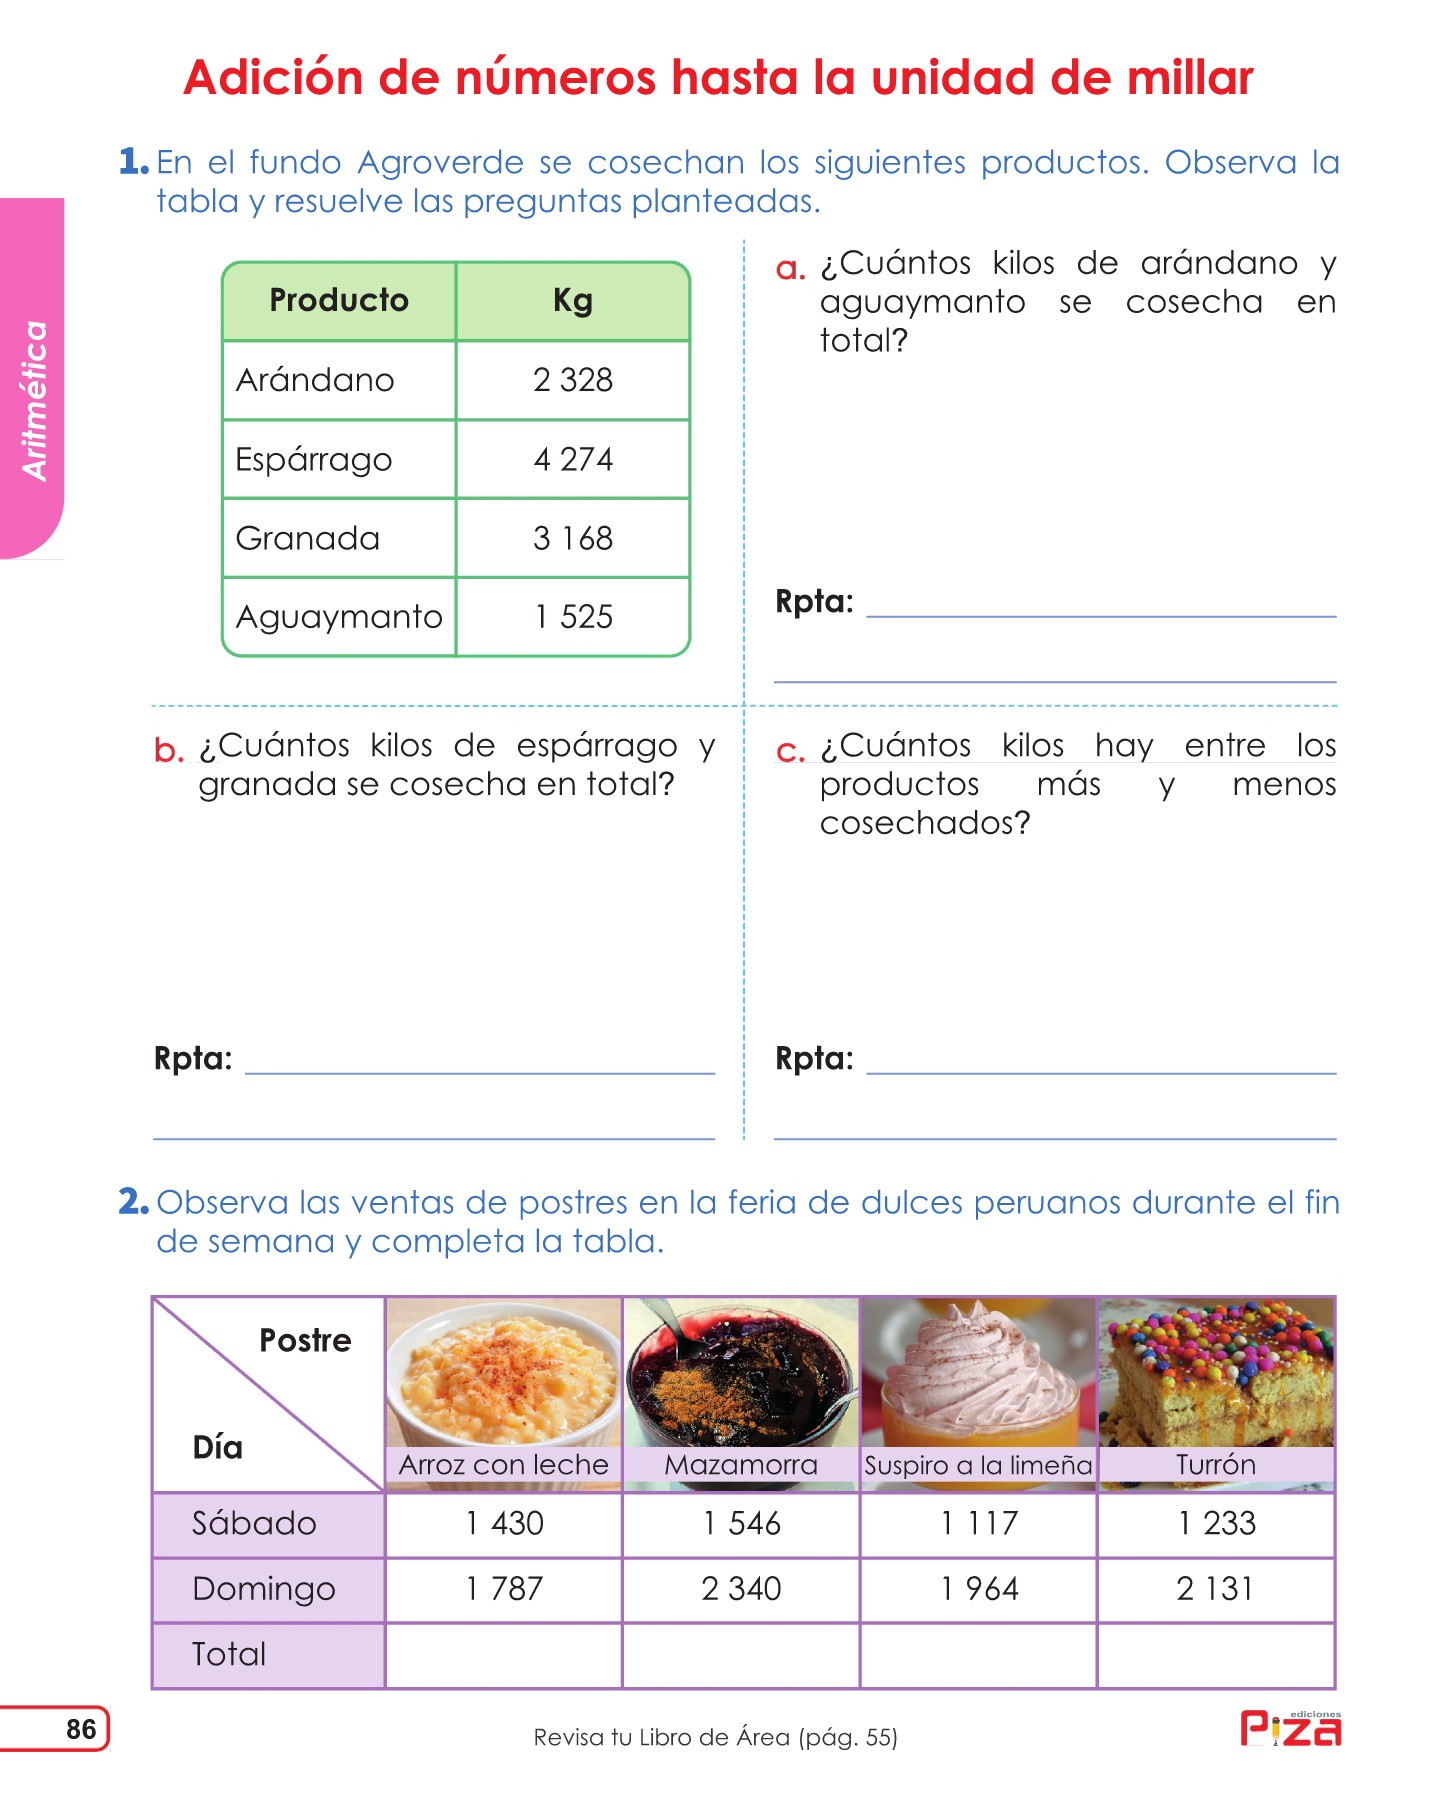 Adición de números hasta la unidad de millar
1. En el fundo Agroverde se cosechan los siguientes productos. Observa la
tabla y resuelve las preguntas planteadas.
Aritmética
Producto Kg
Arándano 2 328
Espárrago 4 274
Granada 3 168
Aguaymanto 1 525
a. ¿Cuántos kilos de arándano y
aguaymanto se cosecha en
total?
Rpta:
b. ¿Cuántos kilos de espárrago y
granada se cosecha en total?
Rpta:
c. ¿Cuántos kilos hay entre los
productos más y menos
cosechados?
Rpta:
2. Observa las ventas de postres en la feria de dulces peruanos durante el fin
de semana y completa la tabla.
Postre
Día
Arroz con leche Mazamorra Suspiro a la limeña Turrón
Sábado 1 430 1 546 1 117 1 233
Domingo 1 787 2 340 1 964 2 131
Total
86
Revisa tu Libro de Área (pág. 55)
ediciones
Piza